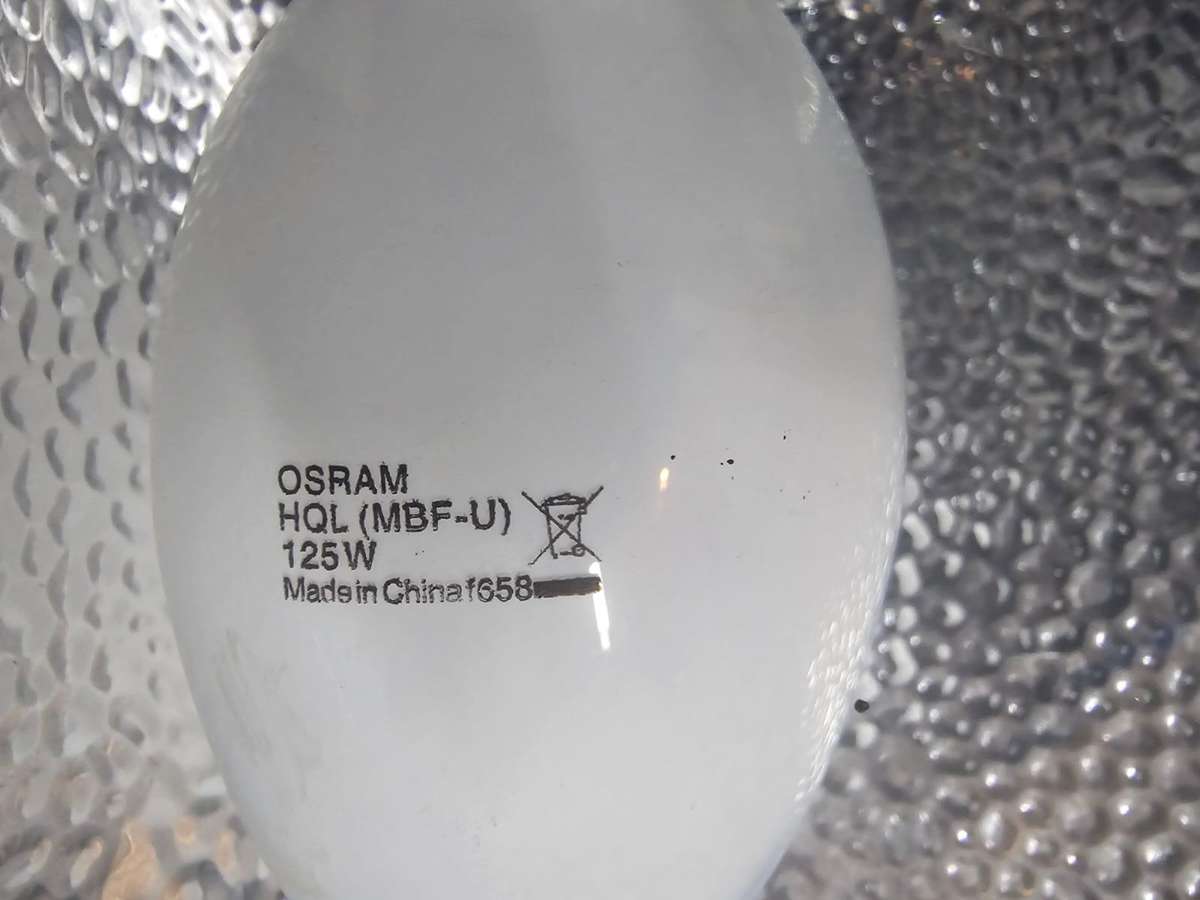 OSRAM
HQL (MBF-U)
125W
Made in China f658